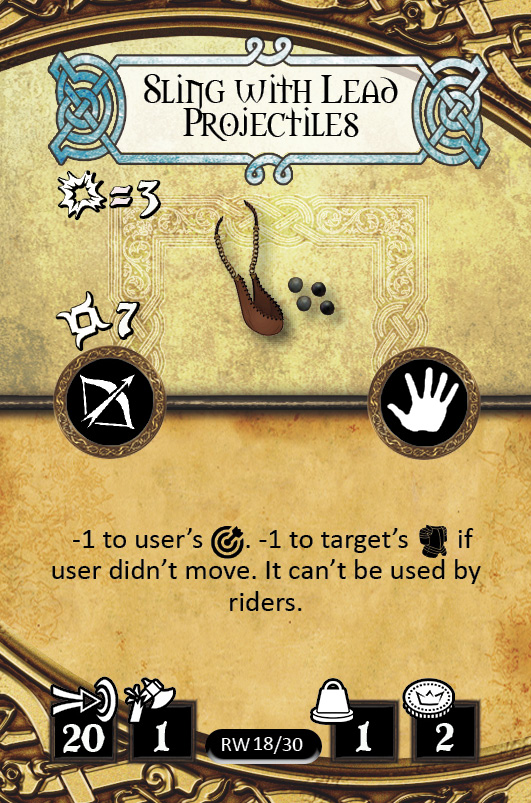 Sling with Lead
Projectiles
=3
7
-1 to user's . -1 to target's if
user didn't move. It can't be used by
riders.
20 1 RW 18/30 1 2